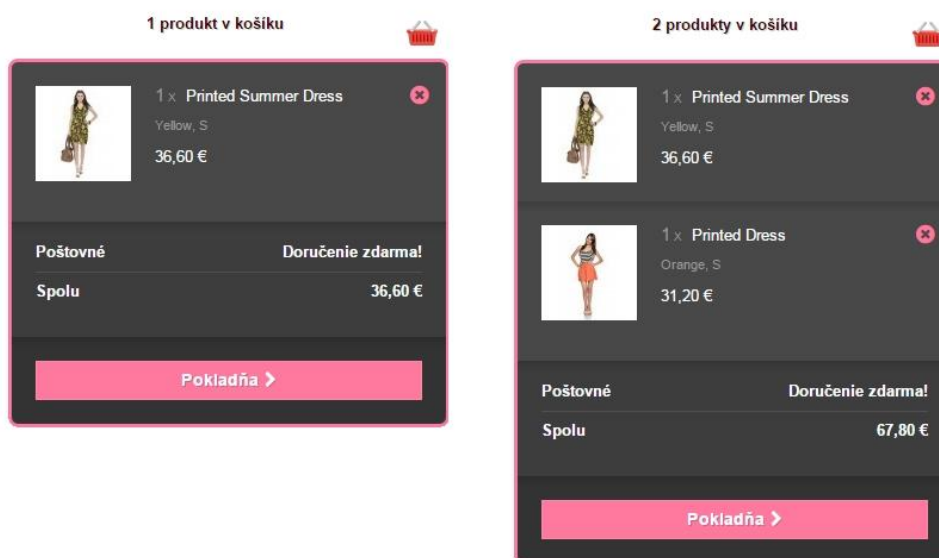 1 produkt v košíku
1 x Printed Summer Dress
Yellow, S
36,60 €
Poštovné Doručenie zdarma!
Spolu 36,60 €
Pokladňa
2 produkty v košíku
1 x Printed Summer Dress
Yellow, S
36,60 €
1 x Printed Dress
Orange, S
31,20 €
Poštovné Doručenie zdarma!
Spolu 67,80 €
Pokladňa